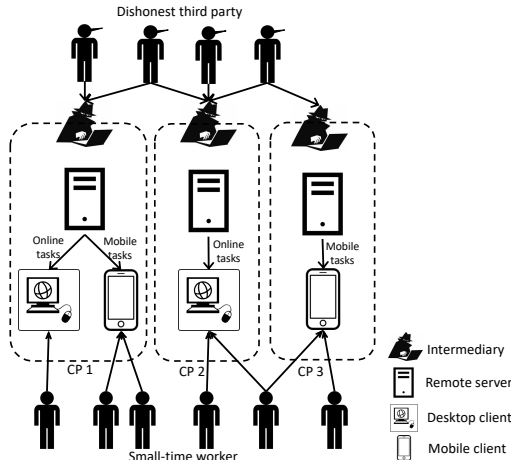 Dishonest third party
Online
tasks
Mobile
tasks
Online
tasks
Mobile
tasks
CP 1
CP 2
CP 3
Small-time worker
Intermediary
Remote server
Desktop client
Mobile client